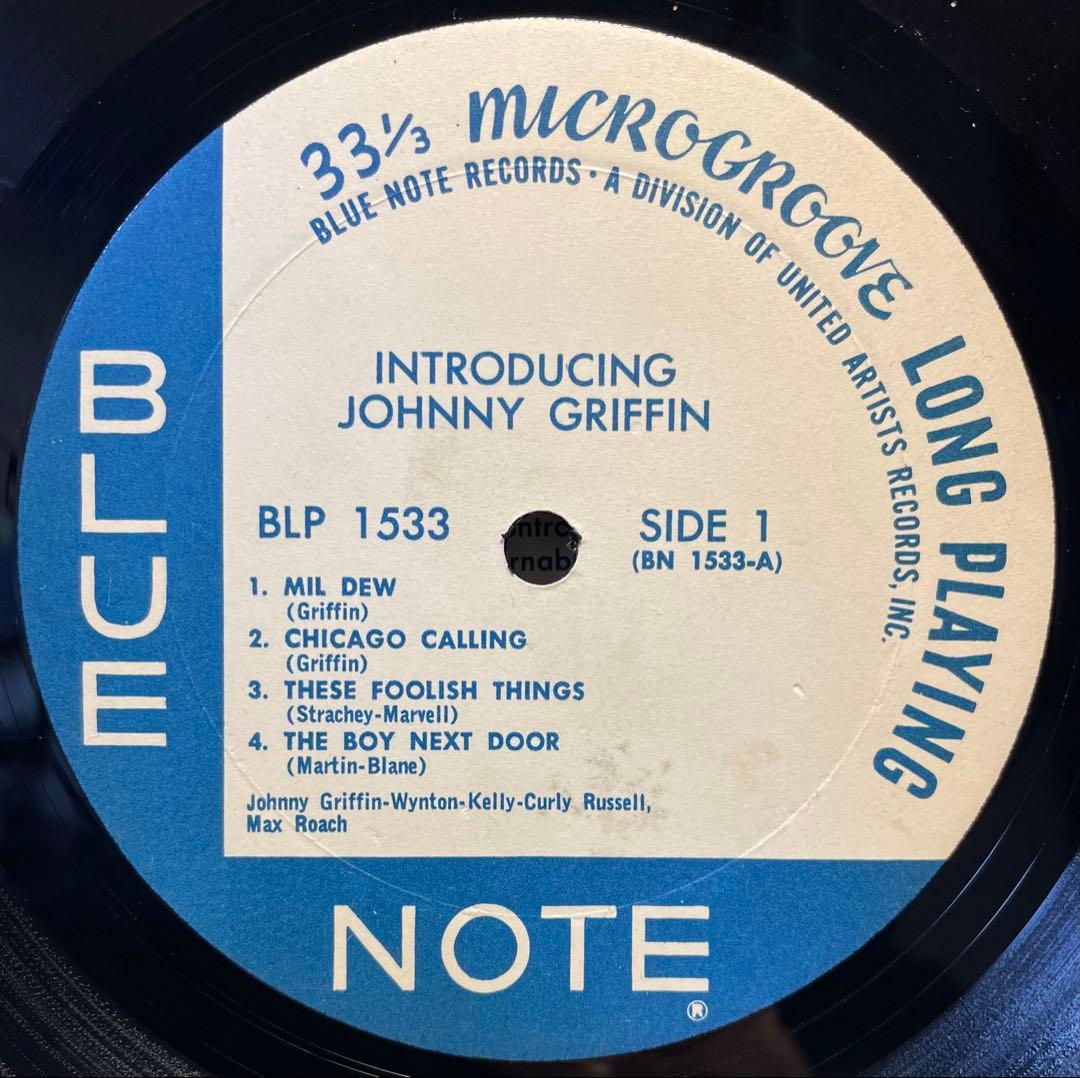 33⅓ MICROGROOVE LONG PLAYING
BLUE NOTE RECORDS · A DIVISION OF UNITED ARTISTS RECORDS, INC.
INTRODUCING
JOHNNY GRIFFIN
BLP 1533
SIDE 1
(BN 1533-A)
1. MIL DEW
(Griffin)
2. CHICAGO CALLING
(Griffin)
3. THESE FOOLISH THINGS
(Strachey-Marvell)
4. THE BOY NEXT DOOR
(Martin-Blane)
Johnny Griffin-Wynton-Kelly-Curly Russell,
Max Roach
BLUE
NOTE
®